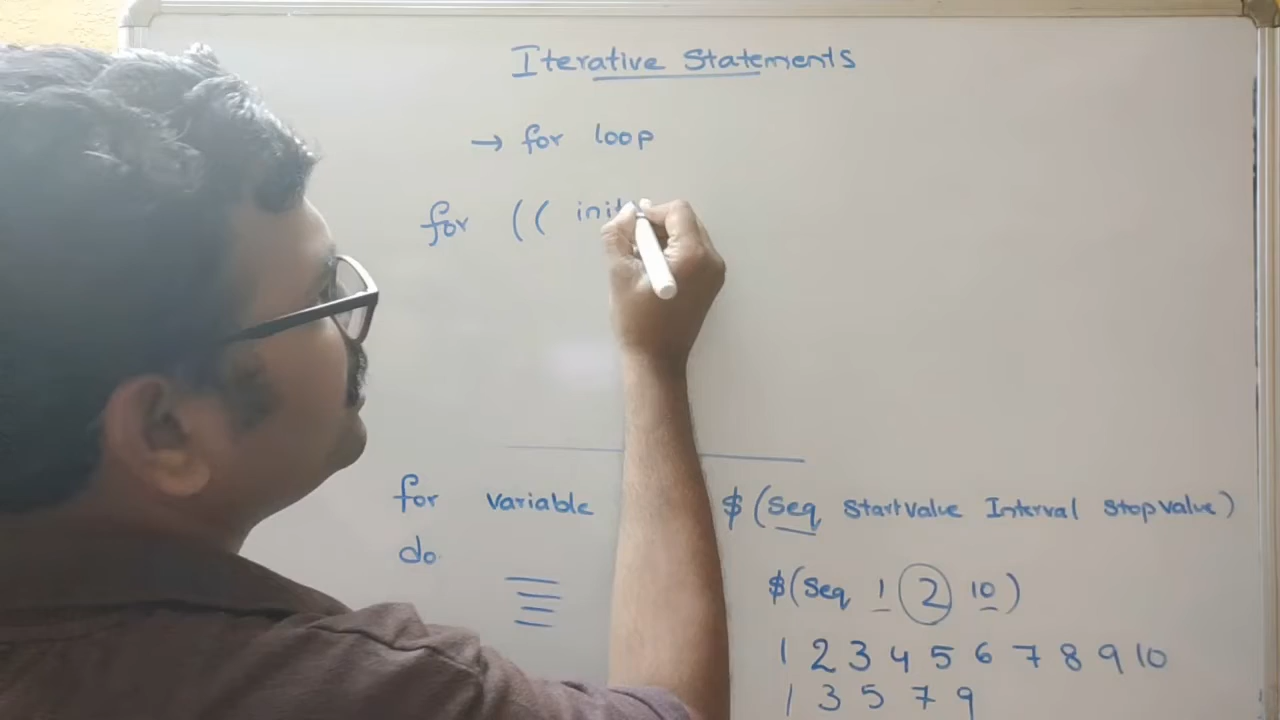 Iterative Statements
→ for loop
for (( init
for variable $(seq startvalue Interval stopvalue)
do
$(seq 1 2 10)
1 2 3 4 5 6 7 8 9 10
1 3 5 7 9